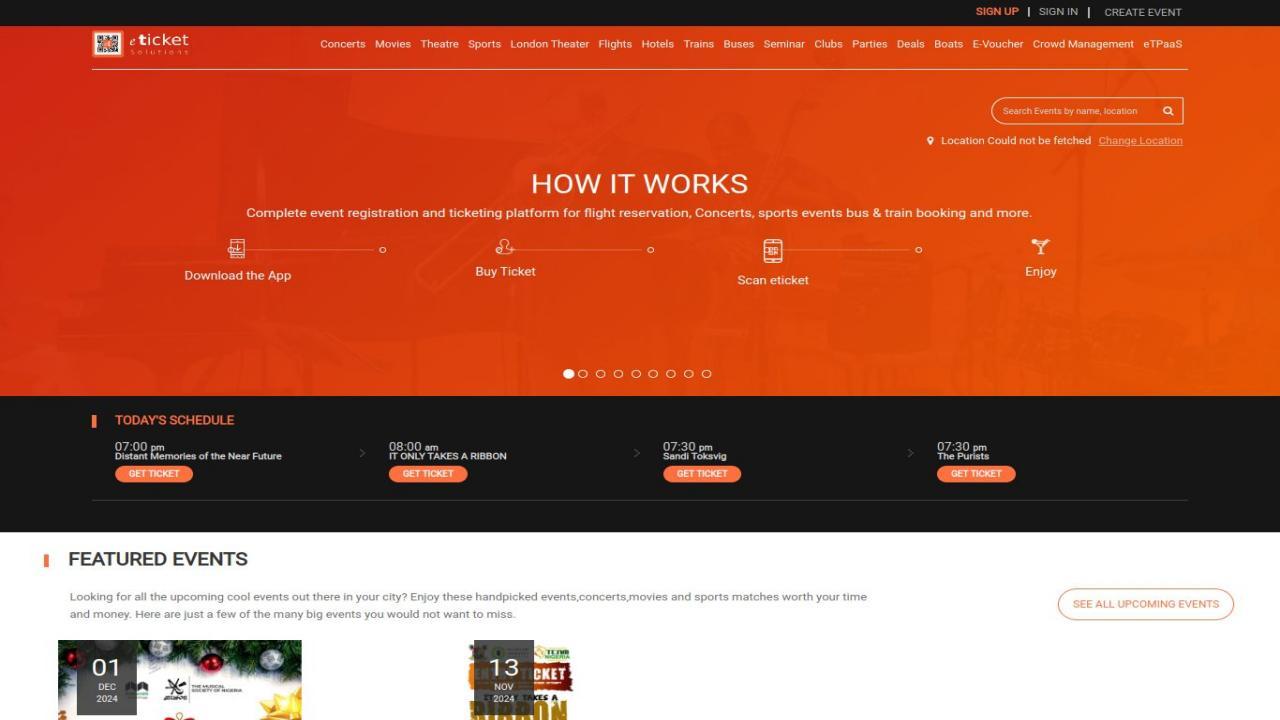 SIGN UP | SIGN IN | CREATE EVENT
eticket
Solutions
Concerts Movies Theatre Sports London Theater Flights Hotels Trains Buses Seminar Clubs Parties Deals Boats E-Voucher Crowd Management eTPaaS
Search Events by name, location
Location Could not be fetched Change Location
HOW IT WORKS
Complete event registration and ticketing platform for flight reservation, Concerts, sports events bus & train booking and more.
Download the App
Buy Ticket
Scan eticket
Enjoy
TODAY'S SCHEDULE
07:00 pm
Distant Memories of the Near Future
GET TICKET
08:00 am
IT ONLY TAKES A RIBBON
GET TICKET
07:30 pm
Sandi Toksvig
GET TICKET
07:30 pm
The Purists
GET TICKET
FEATURED EVENTS
Looking for all the upcoming cool events out there in your city? Enjoy these handpicked events,concerts,movies and sports matches worth your time
and money. Here are just a few of the many big events you would not want to miss.
SEE ALL UPCOMING EVENTS
01
DEC
2024
THE MUSICAL
SOCIETY OF NIGERIA
13
NOV
2024
NIGERIA
TICKET
TAKES A
RIBBON